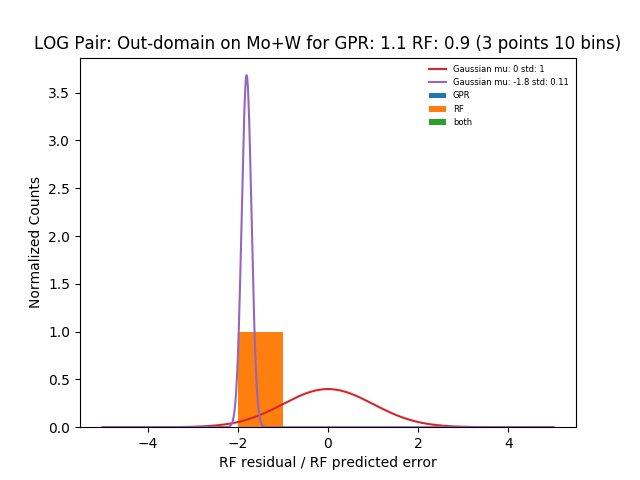 LOG Pair: Out-domain on Mo+W for GPR: 1.1 RF: 0.9 (3 points 10 bins)
Gaussian mu: 0 std: 1
Gaussian mu: -1.8 std: 0.11
GPR
RF
both
Normalized Counts
3.5
3.0
2.5
2.0
1.5
1.0
0.5
0.0
−4 −2 0 2 4
RF residual / RF predicted error